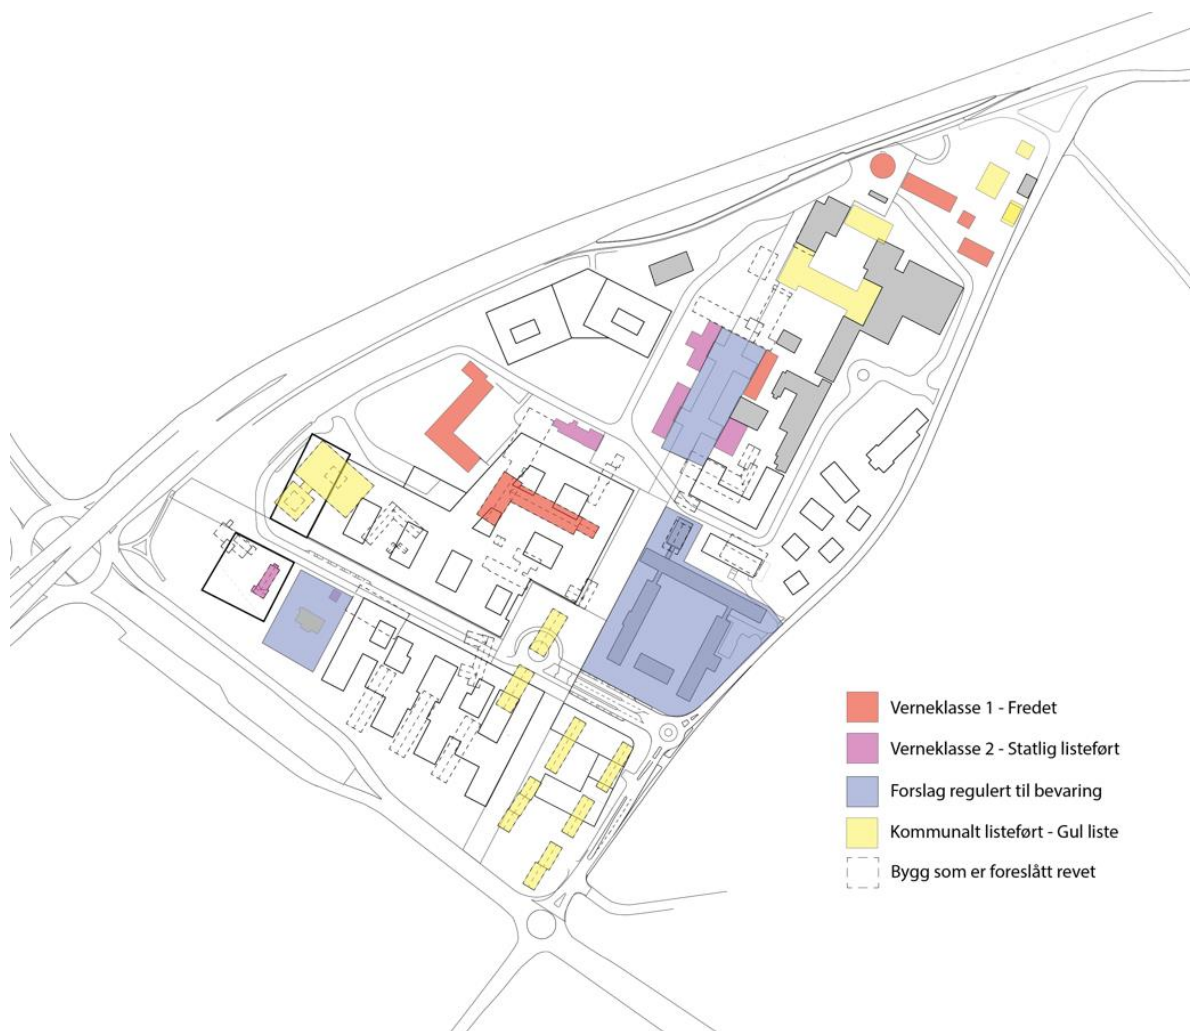 Verneklasse 1 - Fredet
Verneklasse 2 - Statlig listeført
Forslag regulert til bevaring
Kommunalt listeført - Gul liste
Bygg som er foreslått revet